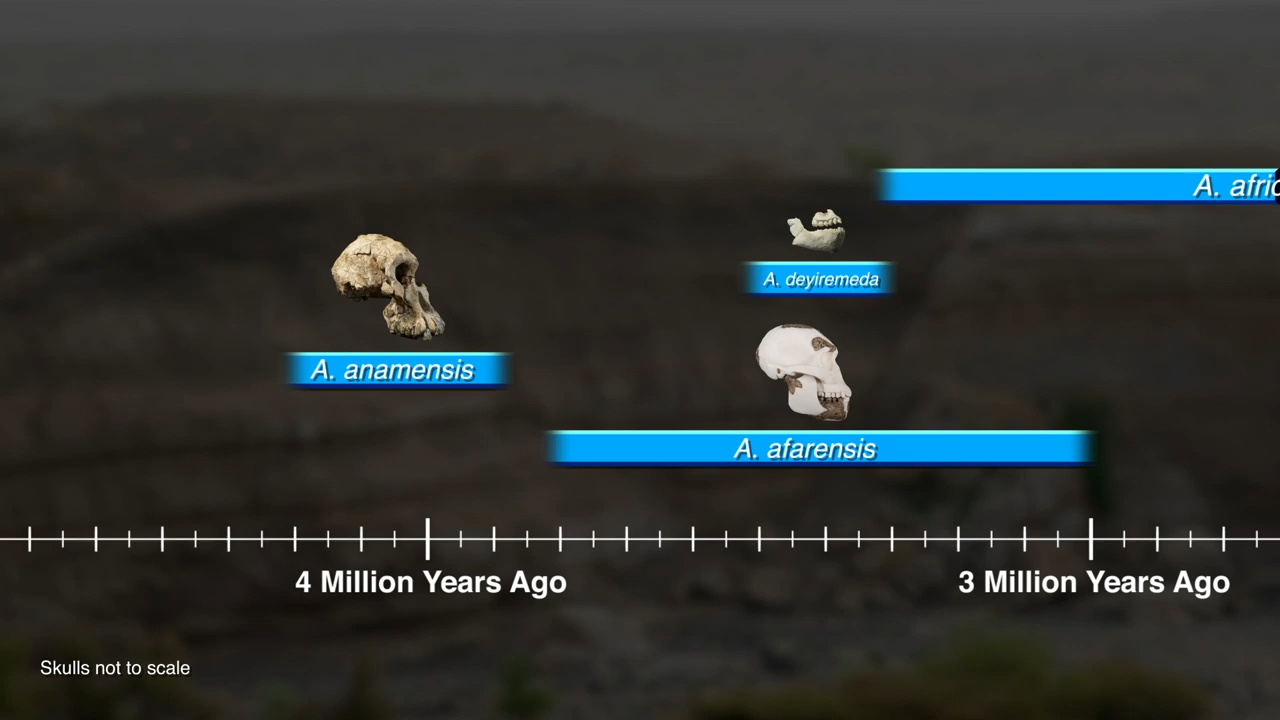 A. afric
A. deyiremeda
A. anamensis
A. afarensis
4 Million Years Ago
3 Million Years Ago
Skulls not to scale